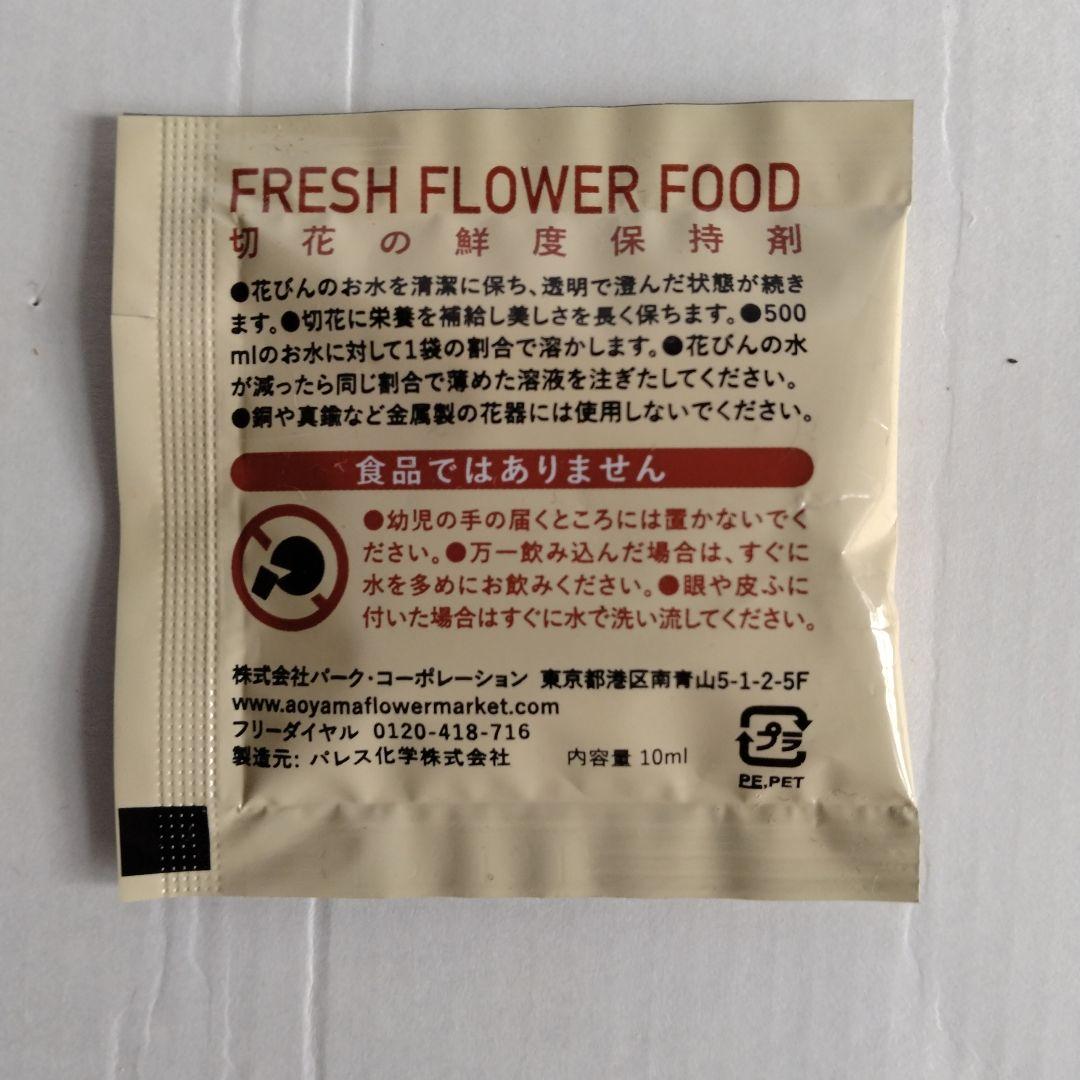 FRESH FLOWER FOOD
切花の鮮度保持剤
●花びんのお水を清潔に保ち、透明で澄んだ状態が続き
ます。●切花に栄養を補給し美しさを長く保ちます。●500
mlのお水に対して1袋の割合で溶かします。●花びんの水
が減ったら同じ割合で薄めた溶液を注ぎたしてください。
●銅や真鍮など金属製の花器には使用しないでください。
食品ではありません
●幼児の手の届くところには置かないでく
ださい。●万一飲み込んだ場合は、すぐに
水を多めにお飲みください。●眼や皮ふに
付いた場合はすぐに水で洗い流してください。
株式会社パーク・コーポレーション 東京都港区南青山5-1-2-5F
www.aoyamaflowermarket.com
フリーダイヤル 0120-418-716
製造元: パレス化学株式会社 内容量 10ml
プラ
PE,PET